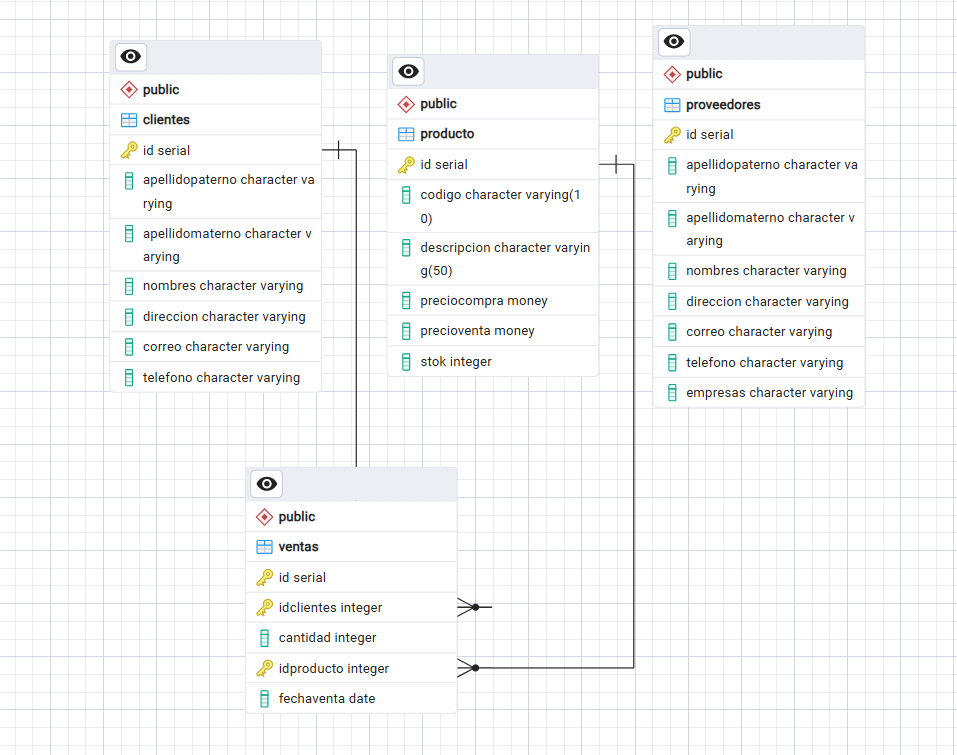 public
clientes
id serial
apellidopaterno character va
rying
apellidomaterno character v
arying
nombres character varying
direccion character varying
correo character varying
telefono character varying
public
producto
id serial
codigo character varying(1
0)
descripcion character varyin
g(50)
preciocompra money
precioventa money
stok integer
public
proveedores
id serial
apellidopaterno character va
rying
apellidomaterno character v
arying
nombres character varying
direccion character varying
correo character varying
telefono character varying
empresas character varying
public
ventas
id serial
idclientes integer
cantidad integer
idproducto integer
fechaventa date